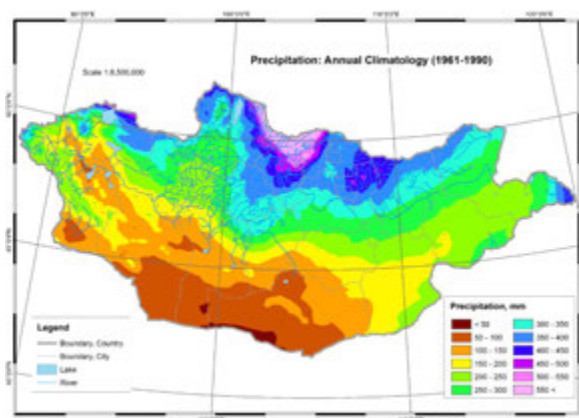 Precipitation: Annual Climatology (1961-1990)
Scale 1:8,500,000
Legend
Boundary, Country
Boundary, City
Lake
River
Precipitation, mm
< 50
50 - 100
100 - 150
150 - 200
200 - 250
250 - 300
300 - 350
350 - 400
400 - 450
450 - 500
500 - 550
550 <